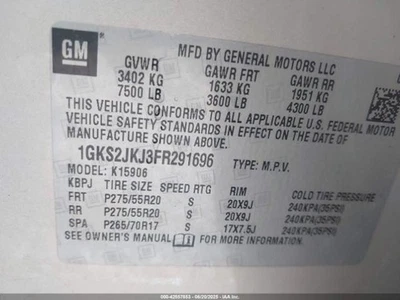 GM
MFD BY GENERAL MOTORS LLC
GVWR GAWR FRT GAWR RR
3402 KG 1633 KG 1951 KG
7500 LB 3600 LB 4300 LB
THIS VEHICLE CONFORMS TO ALL APPLICABLE U.S. FEDERAL MOTOR
VEHICLE SAFETY STANDARDS IN EFFECT ON THE DATE OF
MANUFACTURE SHOWN ABOVE.
1GKS2JKJ3FR291696 TYPE: M.P.V.
MODEL: K15906
KBPJ TIRE SIZE SPEED RTG RIM COLD TIRE PRESSURE
FRT P275/55R20 S 20X9J 240KPA(35PSI)
RR P275/55R20 S 20X9J 240KPA(35PSI)
SPA P265/70R17 S 17X7.5J 240KPA(35PSI)
SEE OWNER'S MANUAL FOR MORE INFORMATION.